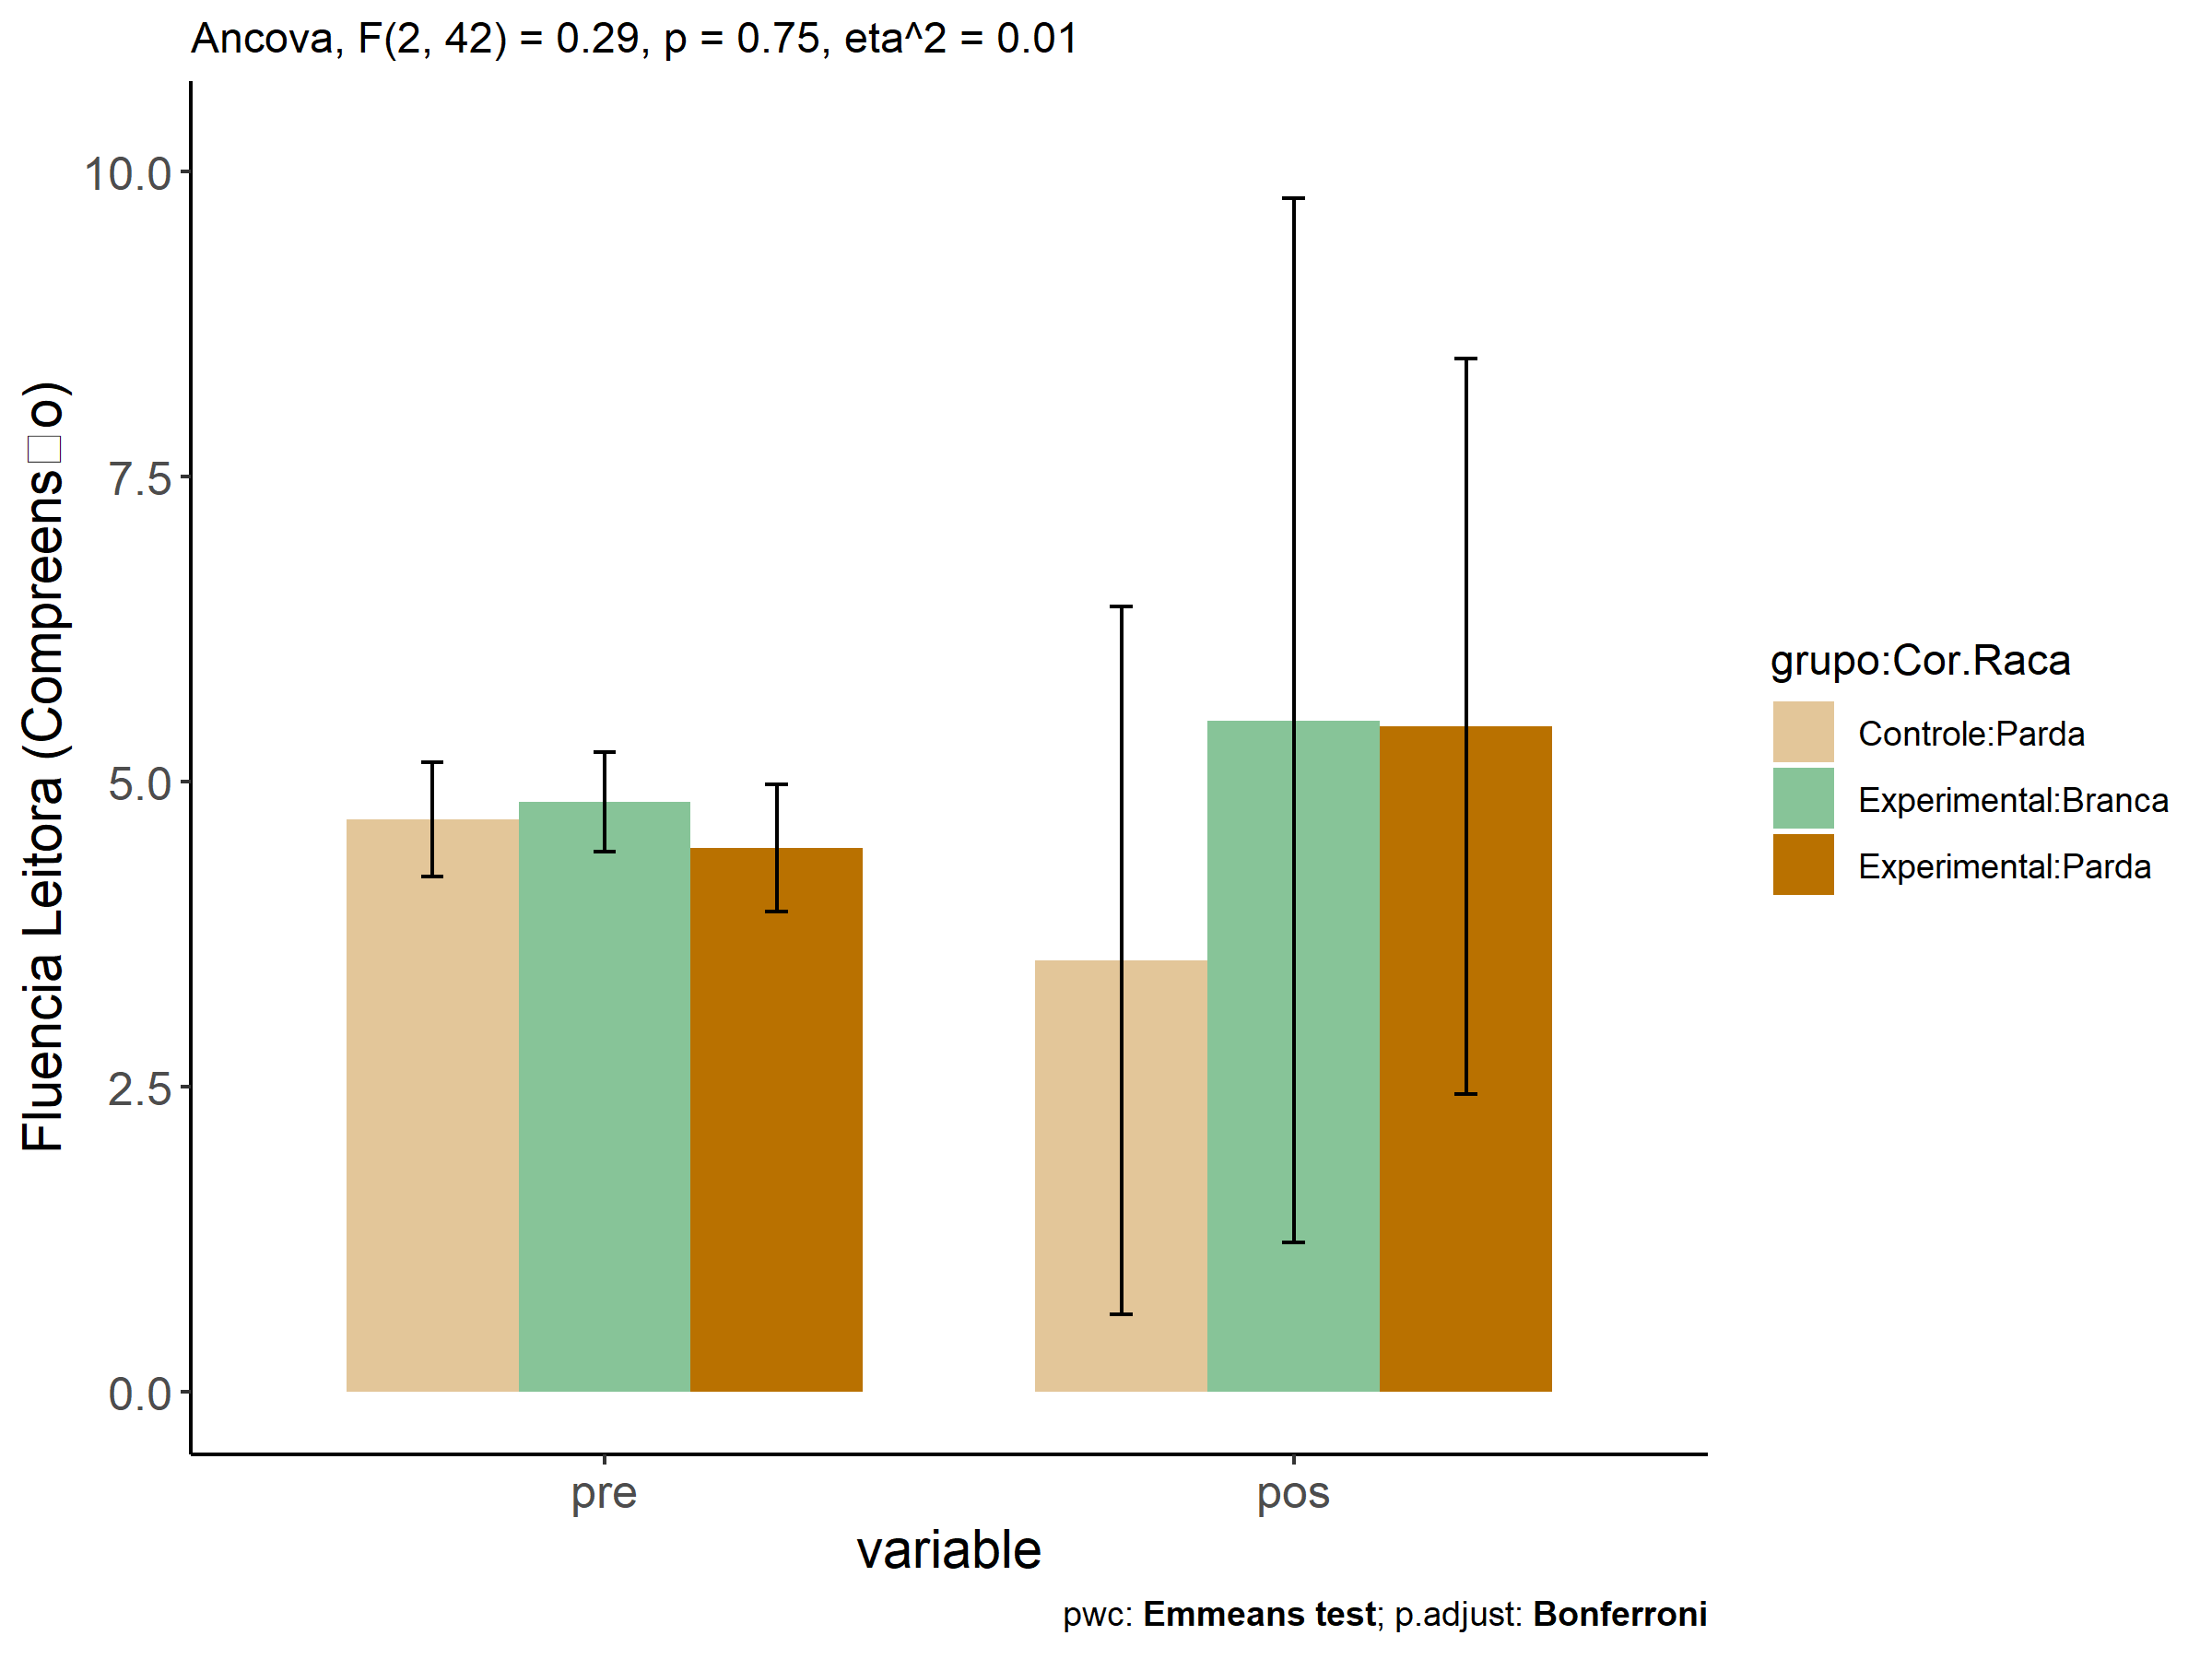 Ancova, F(2, 42) = 0.29, p = 0.75, eta^2 = 0.01
Fluencia Leitora (Compreens□o)
10.0
7.5
5.0
2.5
0.0
pre
pos
variable
grupo:Cor.Raca
Controle:Parda
Experimental:Branca
Experimental:Parda
pwc: Emmeans test; p.adjust: Bonferroni